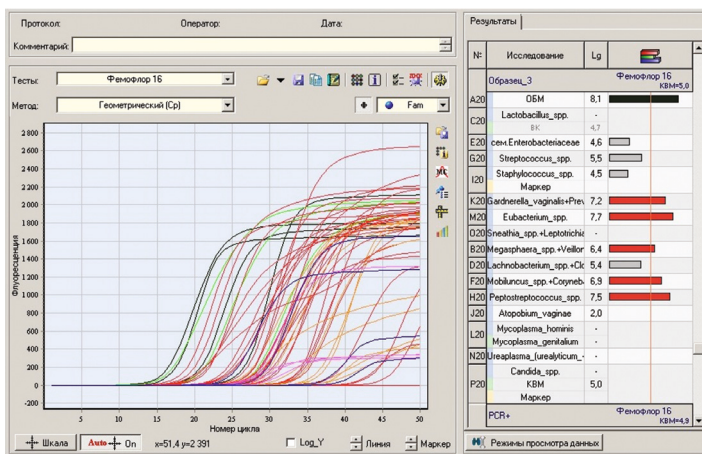 Протокол: Оператор: Дата:
Комментарий:
Тесты: Фемофлор 16
Метод: Геометрический (Ср) Fam
Флуоресценция
2 800
2 600
2 400
2 200
2 000
1 800
1 600
1 400
1 200
1 000
800
600
400
200
0
-200
5 10 15 20 25 30 35 40 45 50
Номер цикла
Шкала Auto On x=51,4 y=2 391 Log_Y Линия Маркер
Результаты
№ Исследование Lg
Образец_3 Фемофлор 16
КВМ=5,0
A20 ОБМ 8,1
C20 Lactobacillus_spp. -
ВК 4,7
E20 сем.Enterobacteriaceae 4,6
G20 Streptococcus_spp. 5,5
I20 Staphylococcus_spp. 4,5
Маркер
K20 Gardnerella_vaginalis+Prev 7,2
M20 Eubacterium_spp. 7,7
O20 Sneathia_spp.+Leptotrichia -
B20 Megasphaera_spp.+Veillon 6,4
D20 Lachnobacterium_spp.+Clo 5,4
F20 Mobiluncus_spp.+Coryneb 6,9
H20 Peptostreptococcus_spp. 7,5
J20 Atopobium_vaginae 2,0
L20 Mycoplasma_hominis -
Mycoplasma_genitalium -
N20 Ureaplasma_(urealyticum_- -
P20 Candida_spp. -
КВМ 5,0
Маркер
PCR+ Фемофлор 16
КВМ=4,9
Режимы просмотра данных